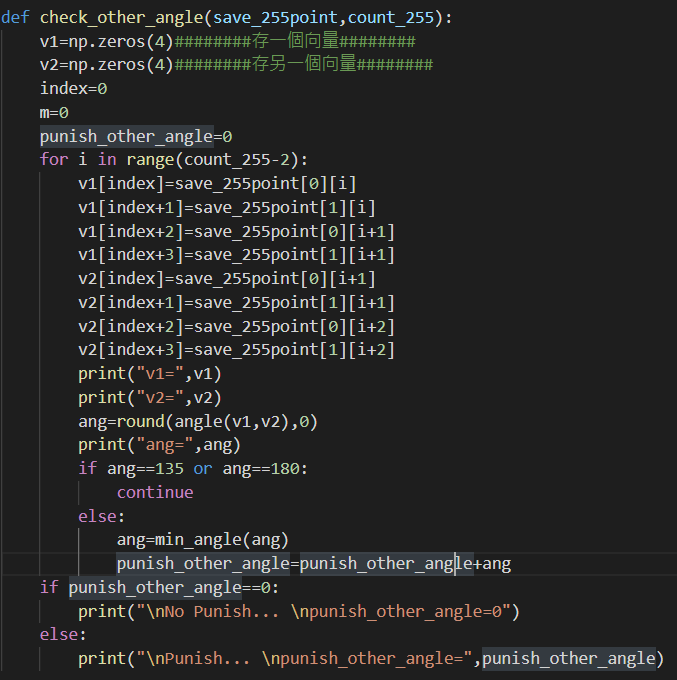 def check_other_angle(save_255point,count_255):
    v1=np.zeros(4)########存一個向量########
    v2=np.zeros(4)########存另一個向量########
    index=0
    m=0
    punish_other_angle=0
    for i in range(count_255-2):
        v1[index]=save_255point[0][i]
        v1[index+1]=save_255point[1][i]
        v1[index+2]=save_255point[0][i+1]
        v1[index+3]=save_255point[1][i+1]
        v2[index]=save_255point[0][i+1]
        v2[index+1]=save_255point[1][i+1]
        v2[index+2]=save_255point[0][i+2]
        v2[index+3]=save_255point[1][i+2]
        print("v1=",v1)
        print("v2=",v2)
        ang=round(angle(v1,v2),0)
        print("ang=",ang)
        if ang==135 or ang==180:
            continue
        else:
            ang=min_angle(ang)
            punish_other_angle=punish_other_angle+ang
    if punish_other_angle==0:
        print("\nNo Punish... \npunish_other_angle=0")
    else:
        print("\nPunish... \npunish_other_angle=",punish_other_angle)